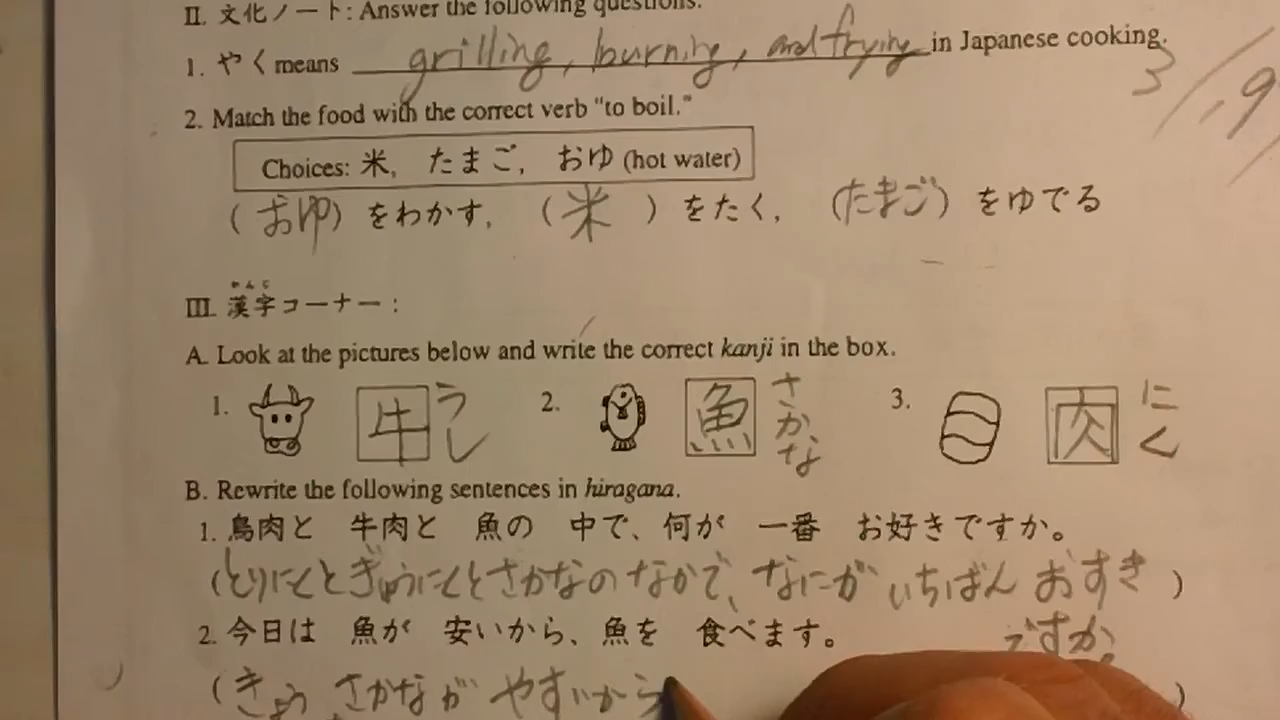 II. 文化ノート: Answer the following questions.
1. やく means grilling, burning, and frying in Japanese cooking.
3/.9
2. Match the food with the correct verb "to boil."
Choices: 米, たまご, おゆ (hot water)
(おゆ) をわかす, (米) をたく, (たまご) をゆでる
かんじ
III. 漢字コーナー:
A. Look at the pictures below and write the correct kanji in the box.
1. 牛 うし 2. 魚 さかな 3. 肉 にく
B. Rewrite the following sentences in hiragana.
1. 鳥肉と 牛肉と 魚の 中で、何が 一番 お好きですか。
(とりにくとぎゅうにくとさかなの なかで、なにが いちばん おすき)
ですか。
2. 今日は 魚が 安いから、魚を 食べます。
(きょう さかなが やすいから )